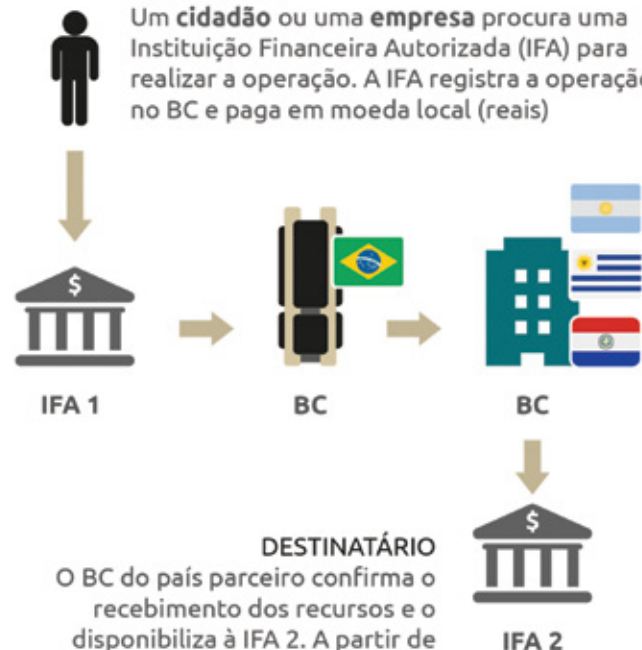 Um cidadão ou uma empresa procura uma
Instituição Financeira Autorizada (IFA) para
realizar a operação. A IFA registra a operação
no BC e paga em moeda local (reais)
$
IFA 1
BC
BC
DESTINATÁRIO
O BC do país parceiro confirma o
recebimento dos recursos e o
disponibiliza à IFA 2. A partir de
$
IFA 2